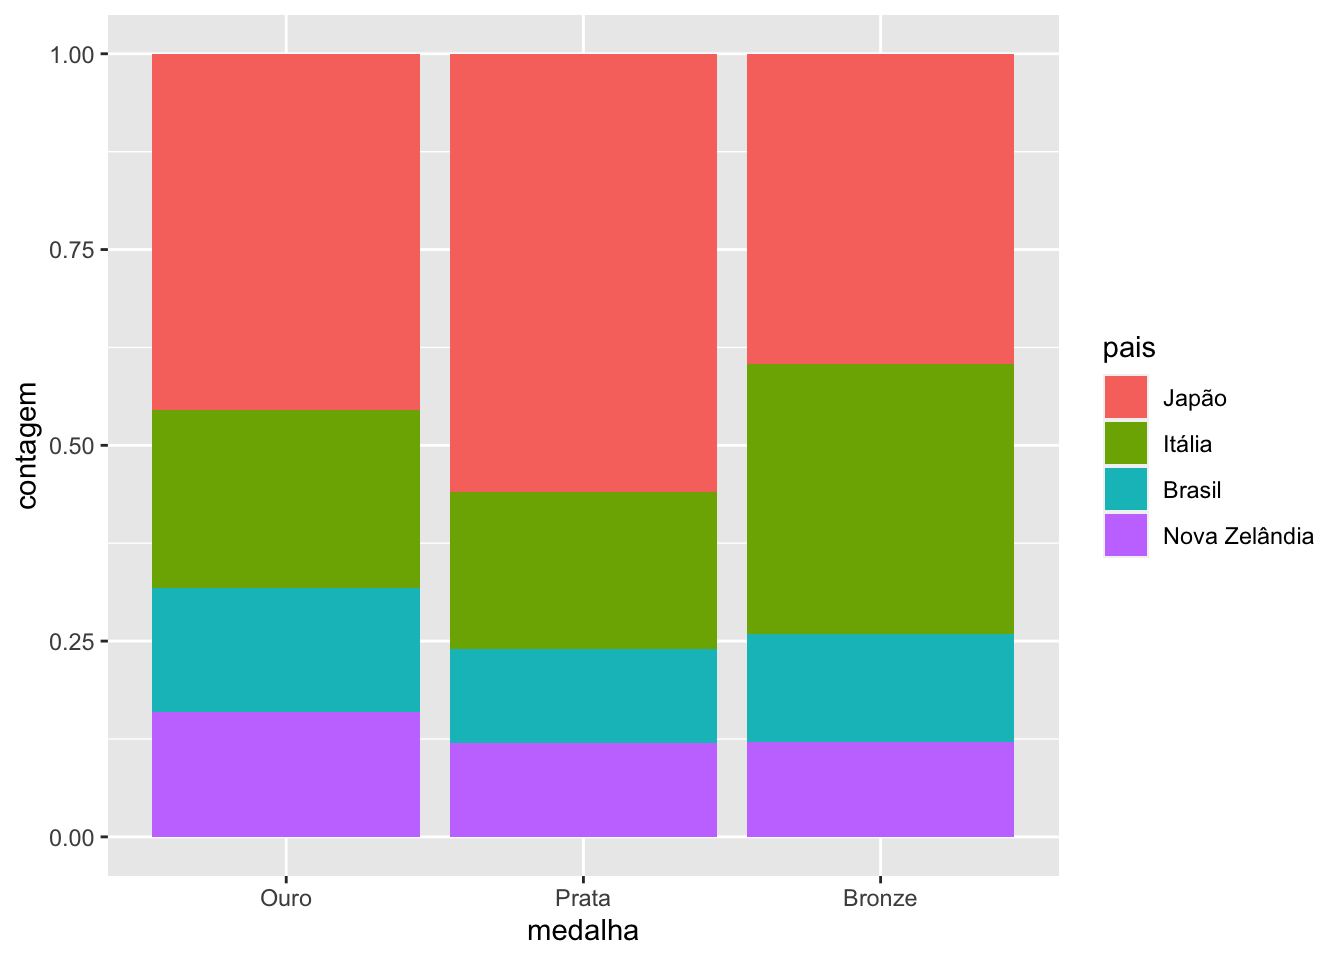 contagem
1.00
0.75
0.50
0.25
0.00
Ouro Prata Bronze
medalha
pais
Japão
Itália
Brasil
Nova Zelândia